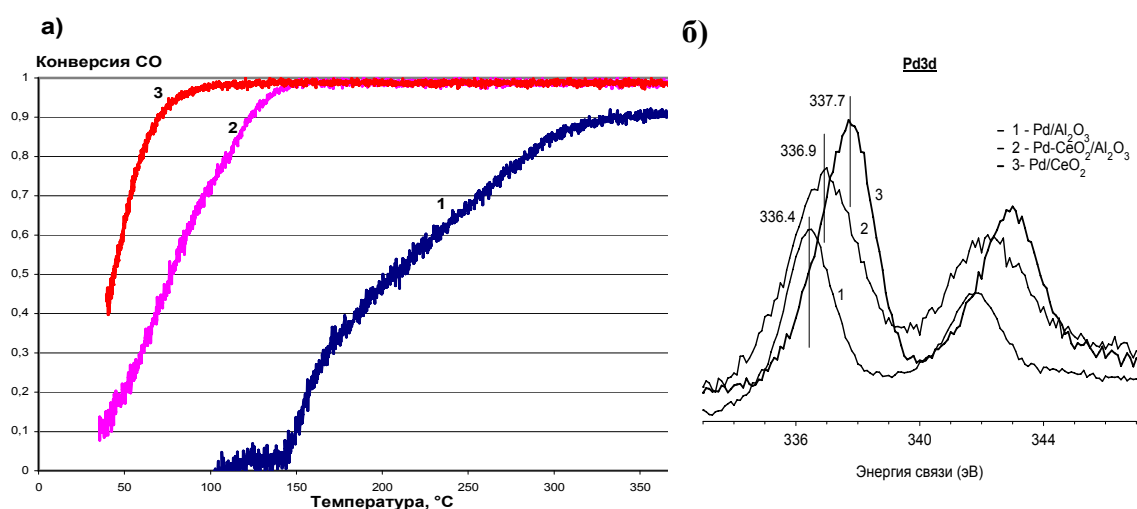 а)
Конверсия СО
1
0,9
0,8
0,7
0,6
0,5
0,4
0,3
0,2
0,1
0
3
2
1
0 50 100 150 200 250 300 350
Температура, °С
б)
Pd3d
337.7
336.9
336.4
1 - Pd/Al₂O₃
2 - Pd-CeO₂/Al₂O₃
3- Pd/CeO₂
3
2
1
336 340 344
Энергия связи (эВ)